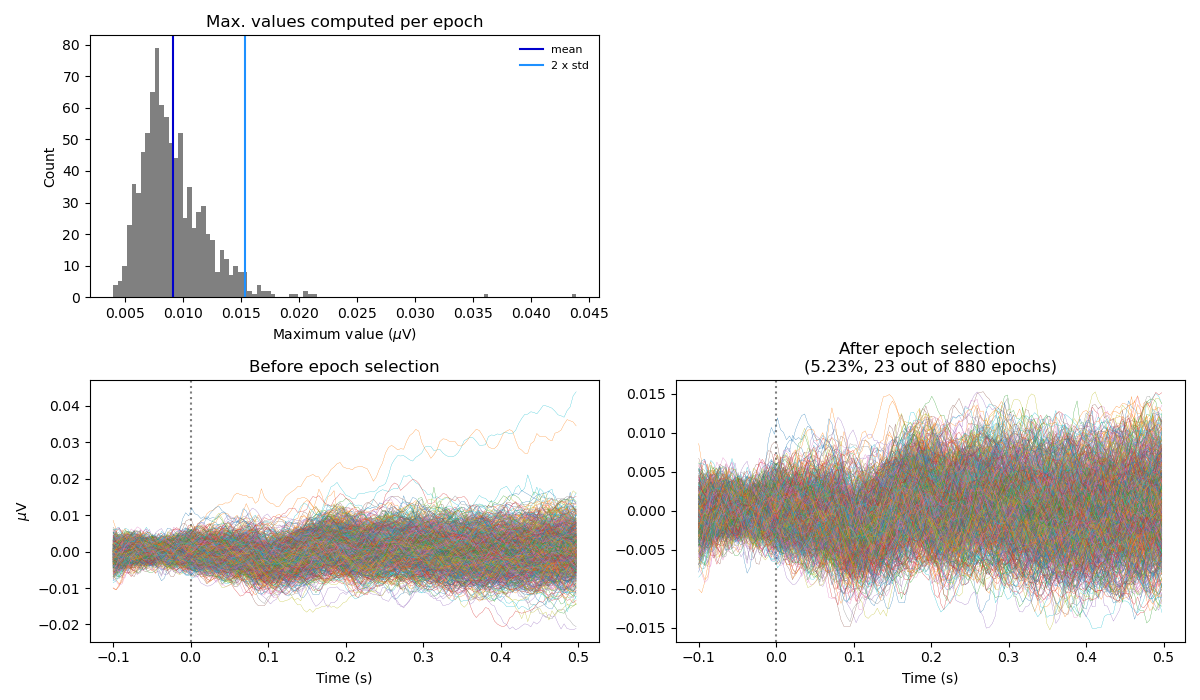 Max. values computed per epoch
mean
2 x std
80
70
60
50
40
30
20
10
0
Count
0.005 0.010 0.015 0.020 0.025 0.030 0.035 0.040 0.045
Maximum value (μV)
Before epoch selection
0.04
0.03
0.02
0.01
0.00
−0.01
−0.02
μV
−0.1 0.0 0.1 0.2 0.3 0.4 0.5
Time (s)
After epoch selection
(5.23%, 23 out of 880 epochs)
0.015
0.010
0.005
0.000
−0.005
−0.010
−0.015
−0.1 0.0 0.1 0.2 0.3 0.4 0.5
Time (s)